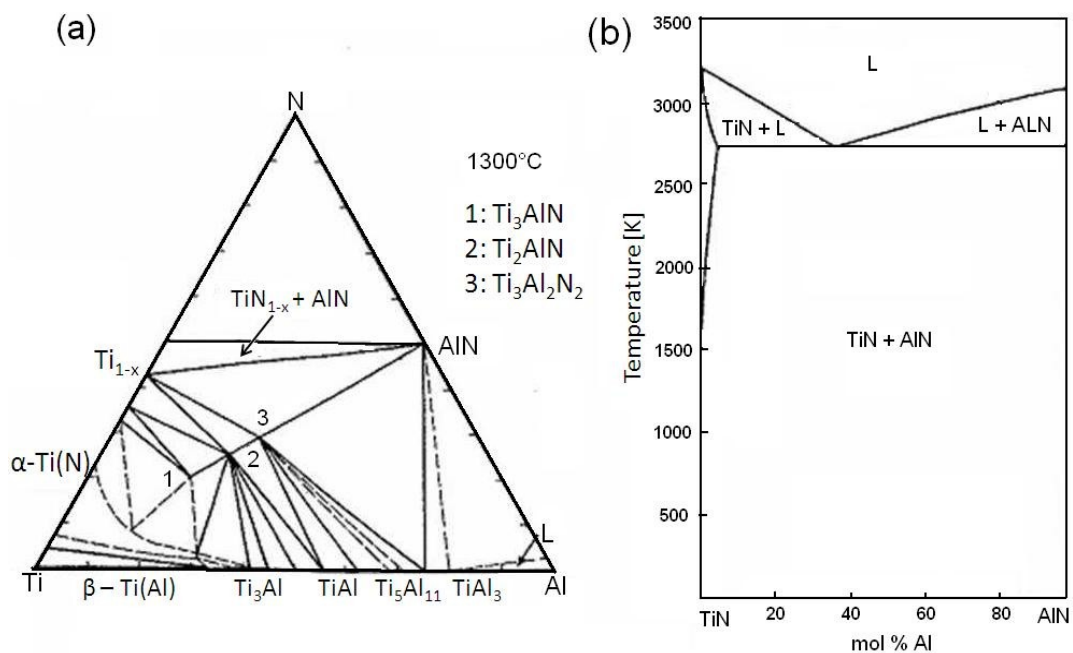 (a)
N
1300°C
1: Ti₃AlN
2: Ti₂AlN
3: Ti₃Al₂N₂
TiN₁₋ₓ + AlN
AlN
Ti₁₋ₓ
3
2
1
α-Ti(N)
L
Ti
β – Ti(Al)
Ti₃Al
TiAl
Ti₅Al₁₁
TiAl₃
Al
(b)
3500
3000
2500
2000
1500
1000
500
Temperature [K]
L
TiN + L
L + ALN
TiN + AlN
TiN
20
40
60
80
AlN
mol % Al